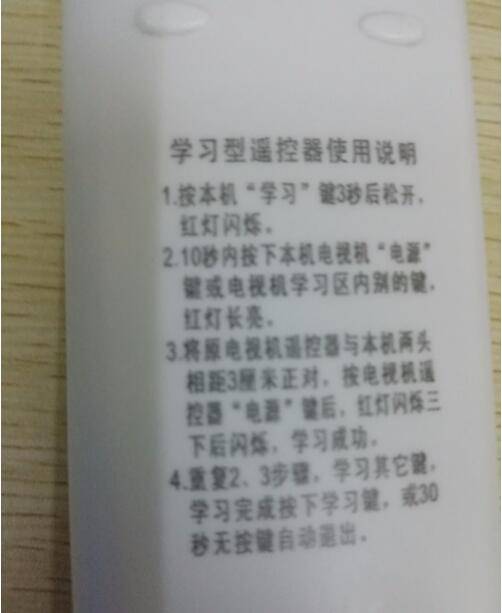 学习型遥控器使用说明
1.按本机“学习”键3秒后松开，
红灯闪烁。
2.10秒内按下本机电视机“电源”
键或电视机学习区内别的键，
红灯长亮。
3.将原电视机遥控器与本机两头
相距3厘米正对，按电视机遥
控器“电源”键后，红灯闪烁三
下后闪烁，学习成功。
4.重复2、3步骤，学习其它键，
学习完成按下学习键，或30
秒无按键自动退出。